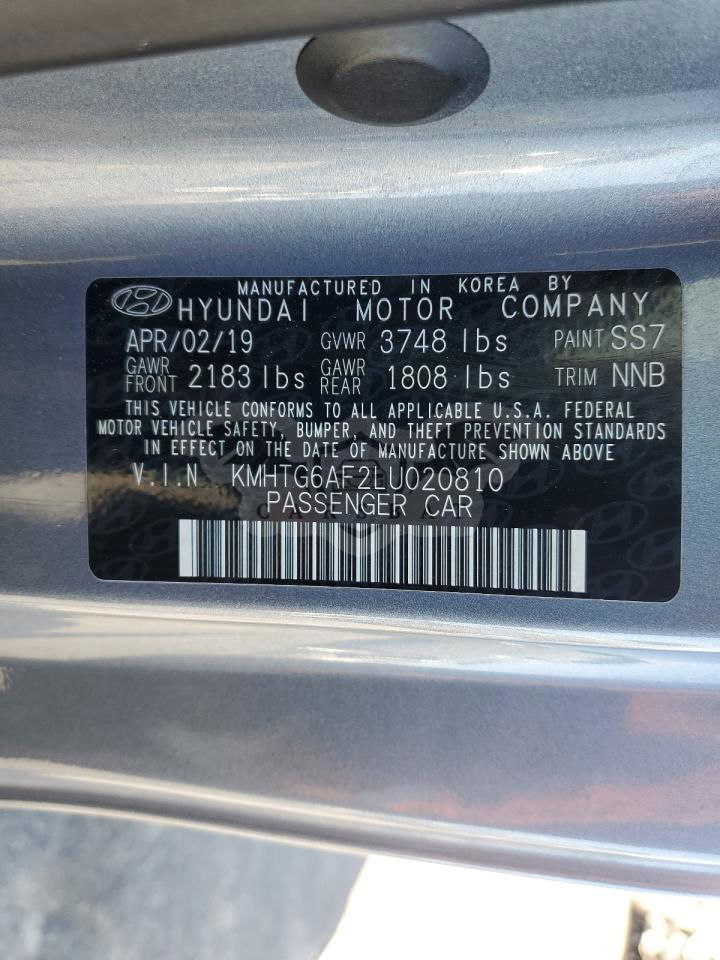 MANUFACTURED IN KOREA BY
HYUNDAI MOTOR COMPANY
APR/02/19 GVWR 3748 lbs PAINT SS7
GAWR FRONT 2183 lbs GAWR REAR 1808 lbs TRIM NNB
THIS VEHICLE CONFORMS TO ALL APPLICABLE U.S.A. FEDERAL
MOTOR VEHICLE SAFETY, BUMPER, AND THEFT PREVENTION STANDARDS
IN EFFECT ON THE DATE OF MANUFACTURE SHOWN ABOVE
V.I.N KMHTG6AF2LU020810
PASSENGER CAR